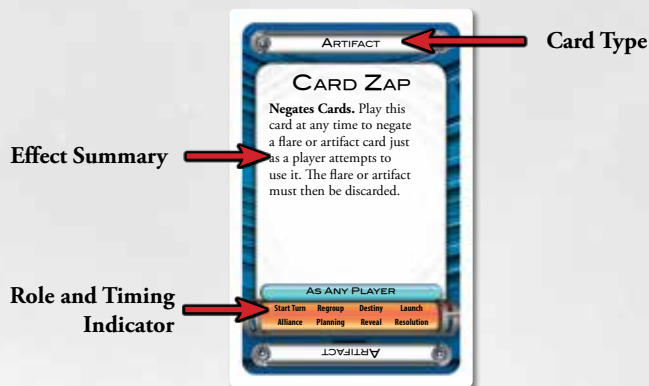 ARTIFACT
Card Type
CARD ZAP
Negates Cards. Play this
card at any time to negate
a flare or artifact card just
as a player attempts to
use it. The flare or artifact
must then be discarded.
Effect Summary
AS ANY PLAYER
Start Turn Regroup Destiny Launch
Alliance Planning Reveal Resolution
Role and Timing
Indicator
ARTIFACT